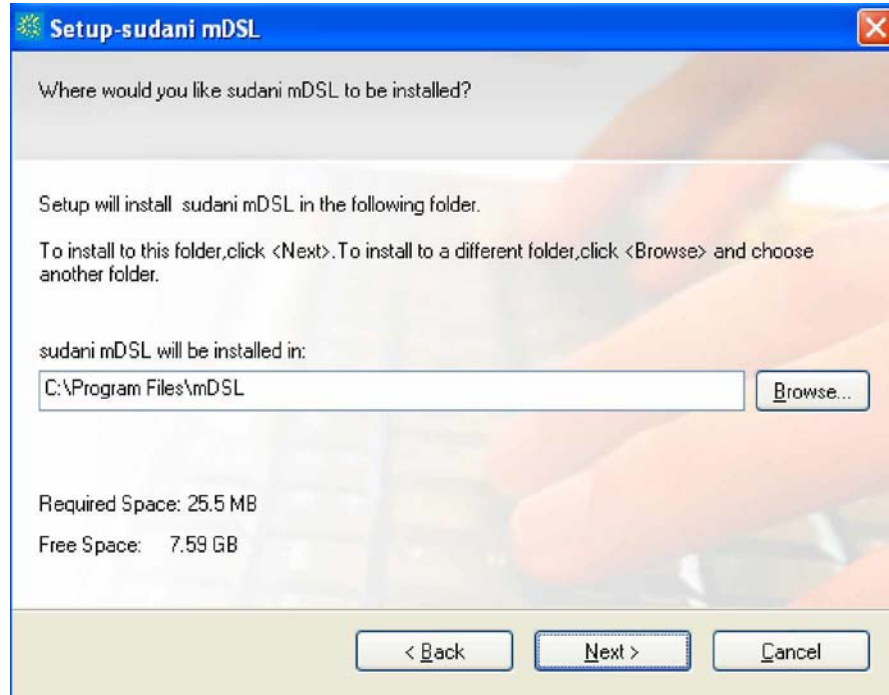 Setup-sudani mDSL
Where would you like sudani mDSL to be installed?
Setup will install  sudani mDSL in the following folder.
To install to this folder,click <Next>.To install to a different folder,click <Browse> and choose
another folder.
sudani mDSL will be installed in:
C:\Program Files\mDSL
Browse...
Required Space: 25.5 MB
Free Space: 7.59 GB
< Back
Next >
Cancel